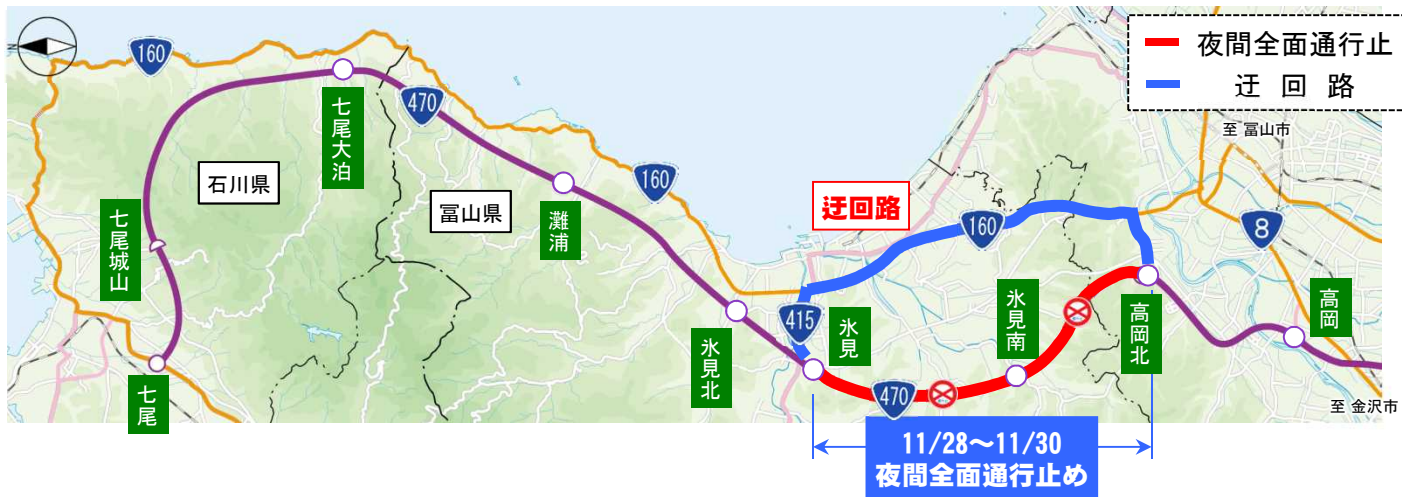 夜間全面通行止
迂回路
至 富山市
160
470
七尾大泊
石川県
富山県
160
迂回路
160
8
七尾城山
灘浦
415
氷見
氷見南
高岡北
高岡
氷見北
七尾
470
至 金沢市
11/28～11/30
夜間全面通行止め